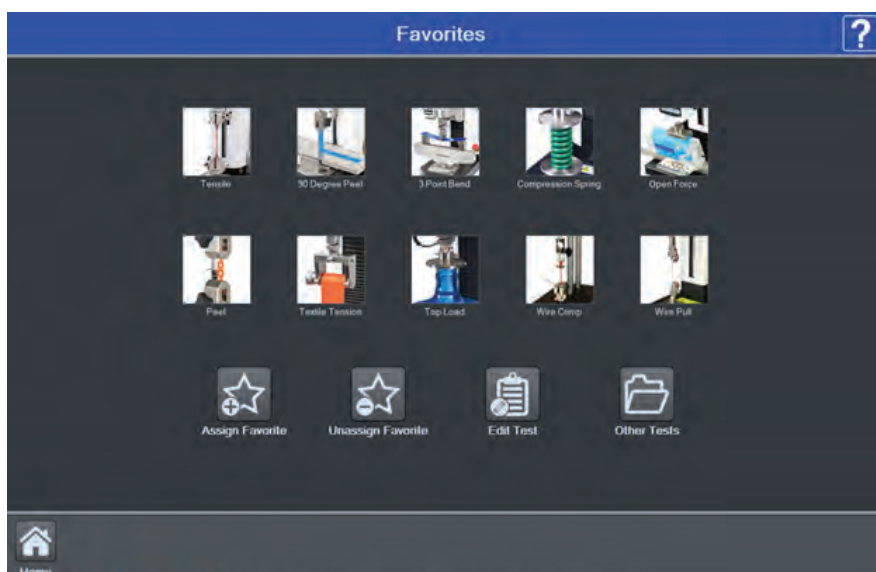 Favorites
?
Tensile
90 Degree Peel
3 Point Bend
Compression Spring
Open Force
Peel
Textile Tension
Top Load
Wire Crimp
Wire Pull
Assign Favorite
Unassign Favorite
Edit Test
Other Tests
Home